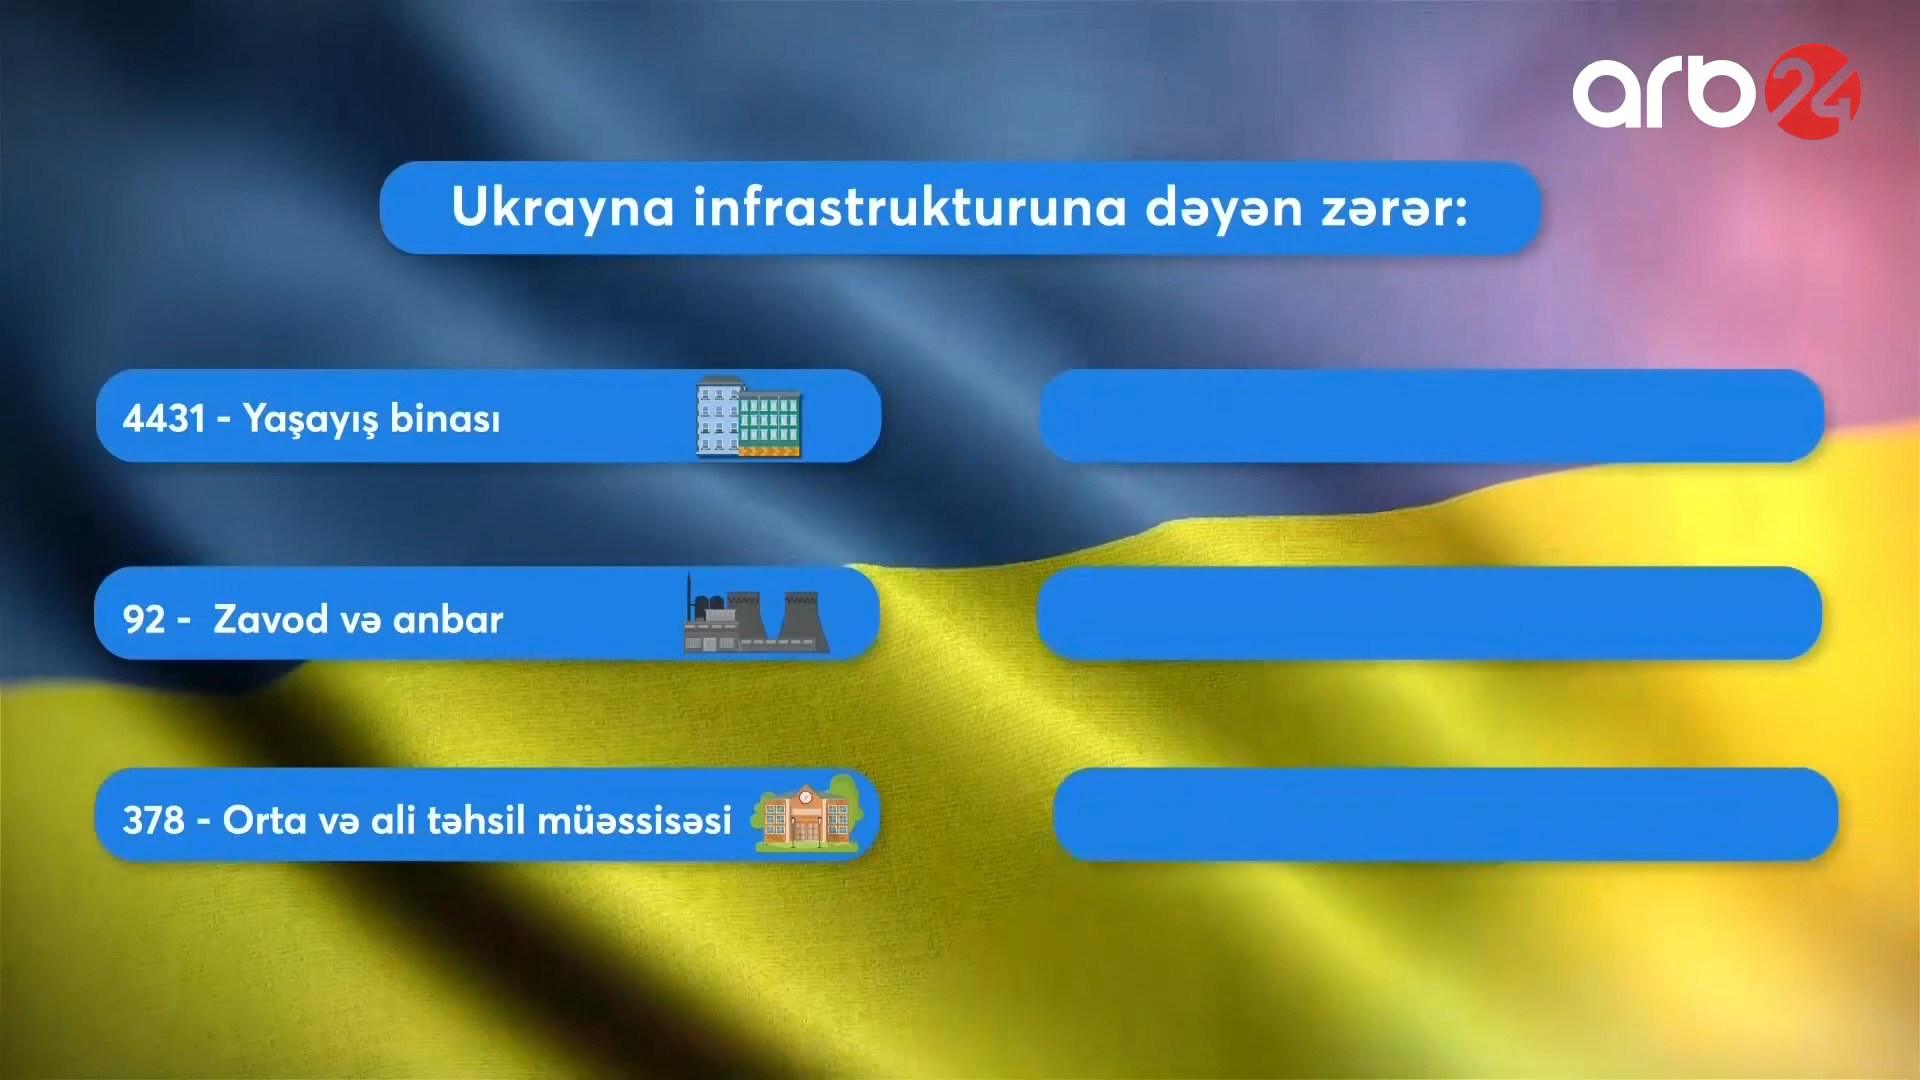 arb24
Ukrayna infrastrukturuna dəyən zərər:
4431 - Yaşayış binası
92 - Zavod və anbar
378 - Orta və ali təhsil müəssisəsi